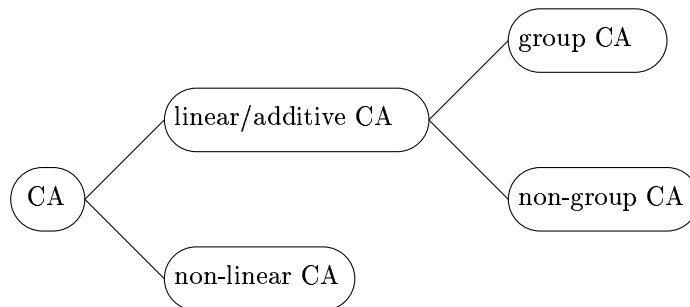 group CA
linear/additive CA
CA
non-group CA
non-linear CA